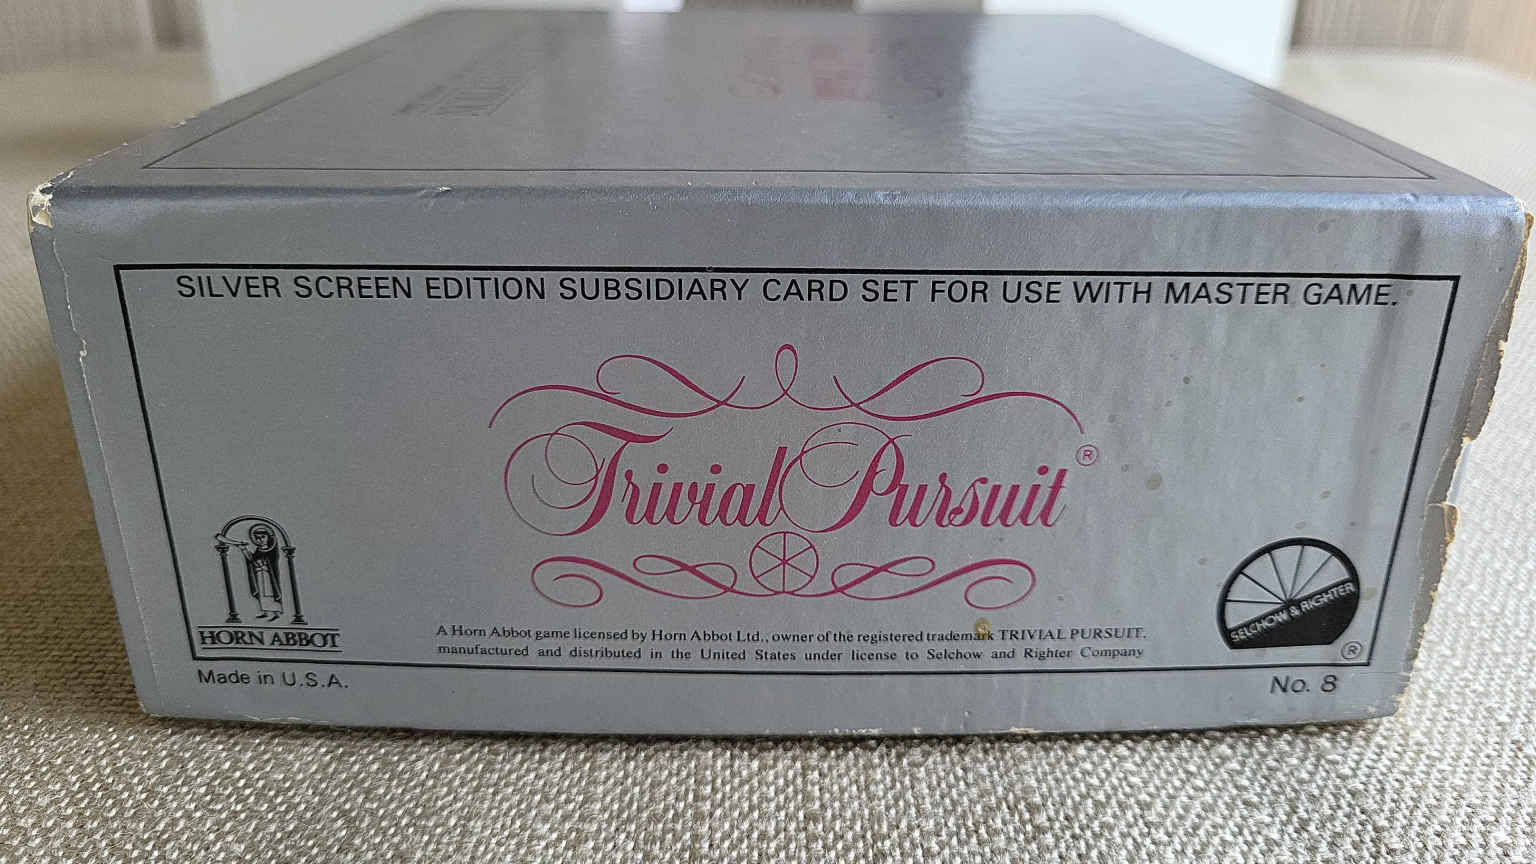 SILVER SCREEN EDITION SUBSIDIARY CARD SET FOR USE WITH MASTER GAME.
Trivial Pursuit®
HORN ABBOT
SELCHOW & RIGHTER
®
A Horn Abbot game licensed by Horn Abbot Ltd., owner of the registered trademark TRIVIAL PURSUIT.
manufactured and distributed in the United States under license to Selchow and Righter Company
Made in U.S.A.
No. 8